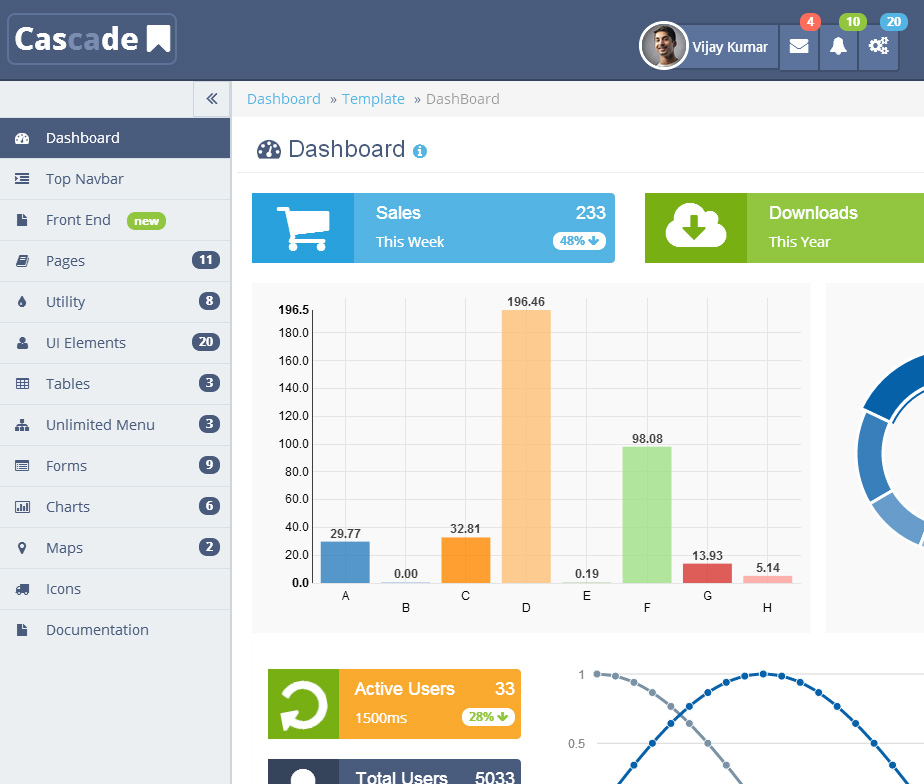 Cascade
Vijay Kumar
4
10
20
Dashboard » Template » DashBoard
Dashboard
Top Navbar
Front End new
Pages 11
Utility 8
UI Elements 20
Tables 3
Unlimited Menu 3
Forms 9
Charts 6
Maps 2
Icons
Documentation
Dashboard
Sales 233
This Week 48%
Downloads
This Year
196.5
180.0
160.0
140.0
120.0
100.0
80.0
60.0
40.0
20.0
0.0
29.77
0.00
32.81
196.46
0.19
98.08
13.93
5.14
A
B
C
D
E
F
G
H
Active Users 33
1500ms 28%
Total Users 5033
1
0.5